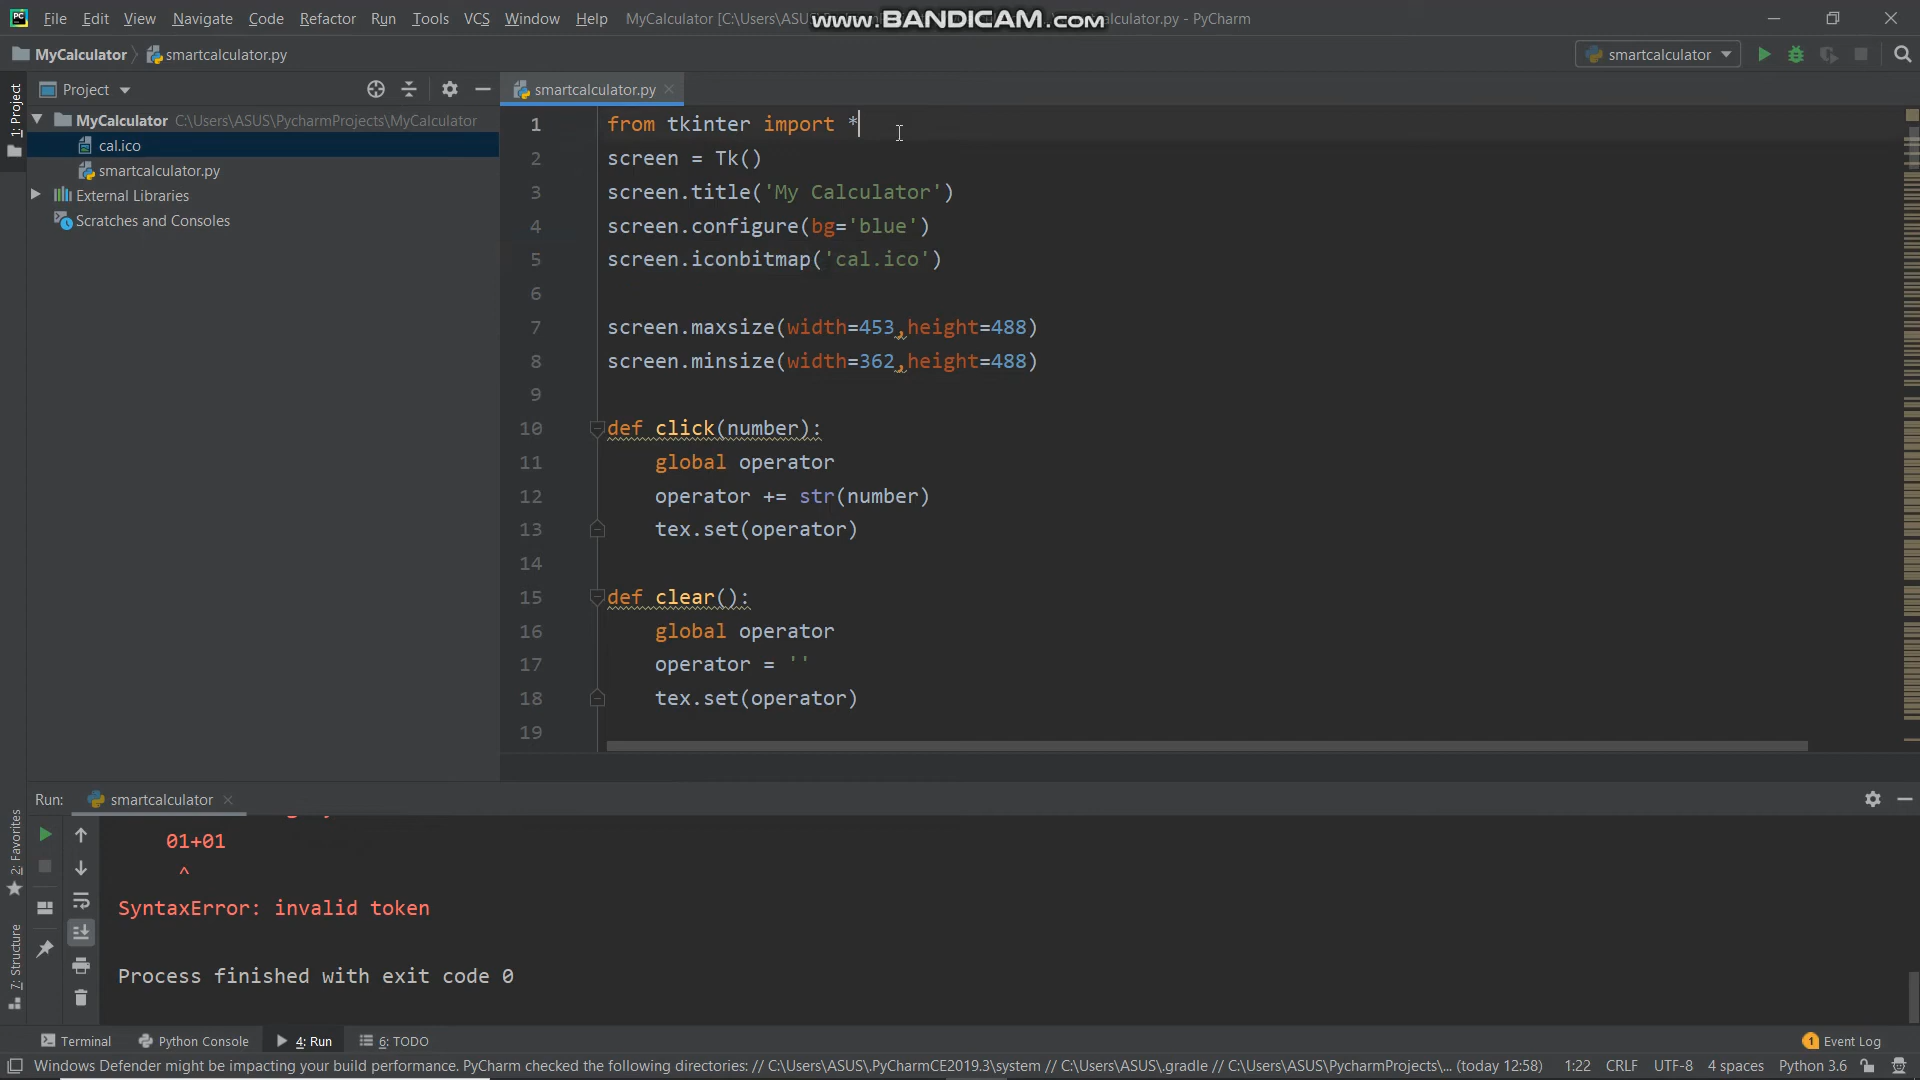 File Edit View Navigate Code Refactor Run Tools VCS Window Help MyCalculator [C:\Users\ASUS\ www.BANDICAM.com calculator.py - PyCharm
MyCalculator smartcalculator.py smartcalculator
1: Project
Project smartcalculator.py
MyCalculator C:\Users\ASUS\PycharmProjects\MyCalculator
cal.ico
smartcalculator.py
External Libraries
Scratches and Consoles
1 from tkinter import *
2 screen = Tk()
3 screen.title('My Calculator')
4 screen.configure(bg='blue')
5 screen.iconbitmap('cal.ico')
6
7 screen.maxsize(width=453,height=488)
8 screen.minsize(width=362,height=488)
9
10 def click(number):
11 global operator
12 operator += str(number)
13 tex.set(operator)
14
15 def clear():
16 global operator
17 operator = ''
18 tex.set(operator)
19
Run: smartcalculator
2: Favorites
7: Structure
01+01
^
SyntaxError: invalid token
Process finished with exit code 0
Terminal Python Console 4: Run 6: TODO 1 Event Log
Windows Defender might be impacting your build performance. PyCharm checked the following directories: // C:\Users\ASUS\.PyCharmCE2019.3\system // C:\Users\ASUS\.gradle // C:\Users\ASUS\PycharmProjects\... (today 12:58) 1:22 CRLF UTF-8 4 spaces Python 3.6